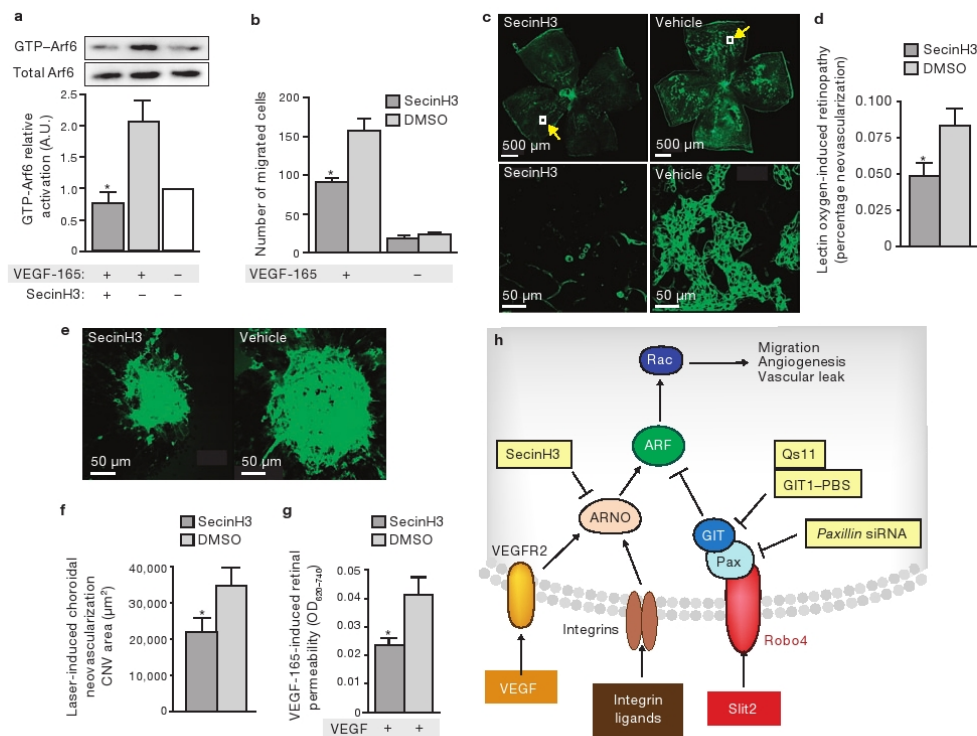 a
GTP–Arf6
Total Arf6
GTP-Arf6 relative
activation (A.U.)
2.5
2.0
1.5
1.0
0.5
0
*
VEGF-165: + + –
SecinH3: + – –
b
SecinH3
DMSO
Number of migrated cells
200
150
100
50
0
*
VEGF-165 + –
c
SecinH3
Vehicle
500 µm
500 µm
SecinH3
Vehicle
50 µm
50 µm
d
SecinH3
DMSO
Lectin oxygen-induced retinopathy
(percentage neovascularization)
0.100
0.075
0.050
0.025
0
*
e
SecinH3
Vehicle
50 µm
50 µm
f
SecinH3
DMSO
Laser-induced choroidal
neovascularization
CNV area (µm²)
40,000
30,000
20,000
10,000
*
g
SecinH3
DMSO
VEGF-165-induced retinal
permeability (OD620–740)
0.05
0.04
0.03
0.02
0.01
0
*
VEGF + +
h
Rac
Migration
Angiogenesis
Vascular leak
ARF
SecinH3
Qs11
GIT1–PBS
ARNO
GIT
Pax
Paxillin siRNA
VEGFR2
Integrins
Robo4
VEGF
Integrin
ligands
Slit2